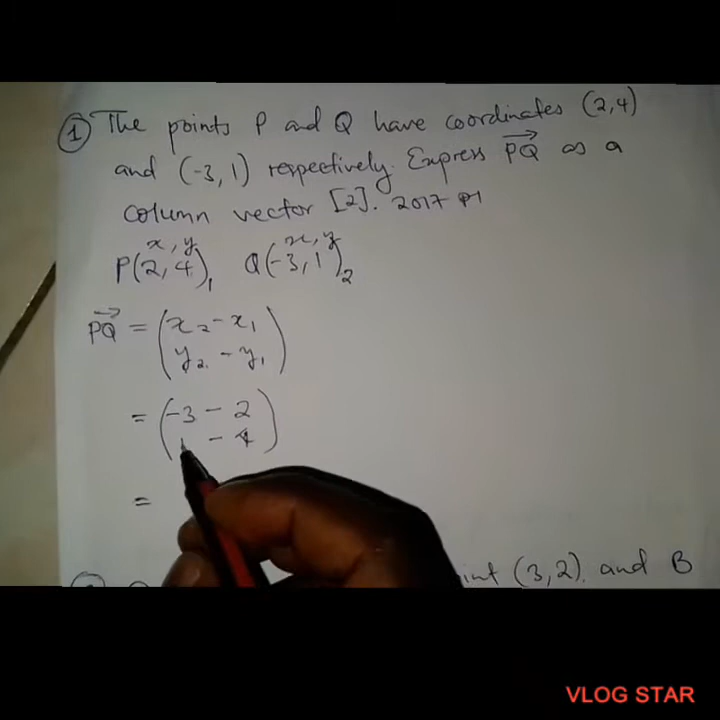 ① The points P and Q have coordinates (2,4)
and (-3,1) respectively. Express PQ as a
column vector [2]. 2017 P1
x, y x, y
P(2,4)₁ Q(-3,1)₂
PQ = (x₂ - x₁
y₂ - y₁)
= (-3 - 2
1 - 4)
=
int (3,2). and B
VLOG STAR